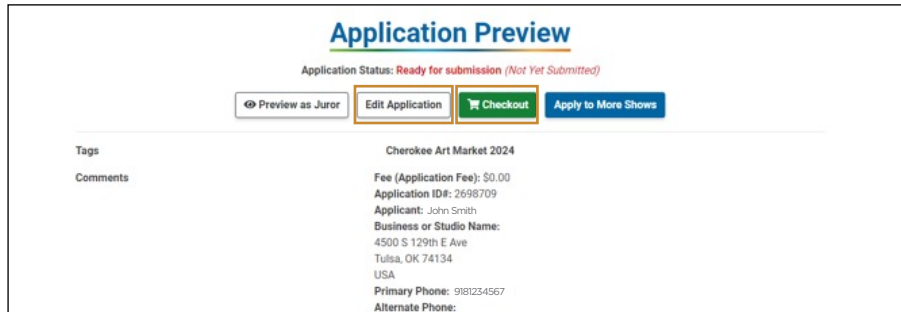 Application Preview
Application Status: Ready for submission (Not Yet Submitted)
Preview as Juror Edit Application Checkout Apply to More Shows
Tags Cherokee Art Market 2024
Comments Fee (Application Fee): $0.00
Application ID#: 2698709
Applicant: John Smith
Business or Studio Name:
4500 S 129th E Ave
Tulsa, OK 74134
USA
Primary Phone: 9181234567
Alternate Phone: